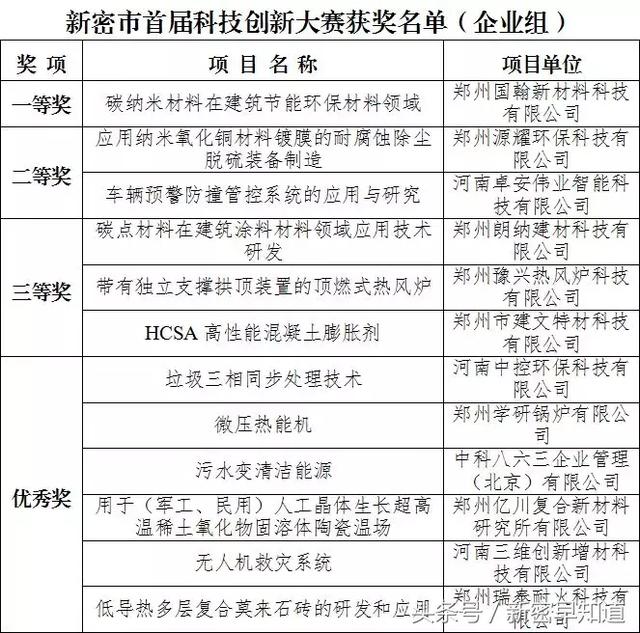 新密市首届科技创新大赛获奖名单（企业组）
奖 项
项 目 名 称
项目单位
一等奖
碳纳米材料在建筑节能环保材料领域
郑州国翰新材料科技
有限公司
二等奖
应用纳米氧化铜材料镀膜的耐腐蚀除尘
脱硫装备制造
郑州源耀环保科技有
限公司
车辆预警防撞管控系统的应用与研究
河南卓安伟业智能科
技有限公司
三等奖
碳点材料在建筑涂料材料领域应用技术
研发
郑州朗纳建材科技有
限公司
带有独立支撑拱顶装置的顶燃式热风炉
郑州豫兴热风炉科技
有限公司
HCSA 高性能混凝土膨胀剂
郑州市建文特材科技
有限公司
优秀奖
垃圾三相同步处理技术
河南中控环保科技有
限公司
微压热能机
郑州学研锅炉有限公
司
污水变清洁能源
中科八六三企业管理
（北京）有限公司
用于（军工、民用）人工晶体生长超高
温稀土氧化物固溶体陶瓷温场
郑州亿川复合新材料
研究所有限公司
无人机救灾系统
河南三维创新增材科
技有限公司
低导热多层复合莫来石砖的研发和应用
郑州瑞泰耐火科技有
限公司
头条号／新密早知道